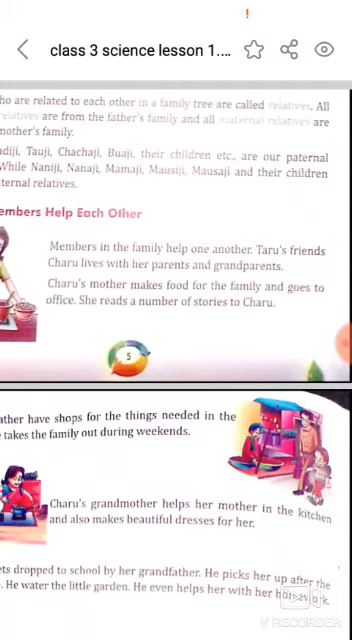 class 3 science lesson 1....
ho are related to each other in a family tree are called relatives. All
relatives are from the father's family and all maternal relatives are
mother's family.
adiji, Tauji, Chachaji, Buaji, their children etc., are our paternal
While Naniji, Nanaji, Mamaji, Mausiji, Mausaji and their children
ternal relatives.
embers Help Each Other
Members in the family help one another. Taru's friends
Charu lives with her parents and grandparents.
Charu's mother makes food for the family and goes to
office. She reads a number of stories to Charu.
5
ather have shops for the things needed in the
takes the family out during weekends.
Charu's grandmother helps her mother in the kitchen
and also makes beautiful dresses for her.
ets dropped to school by her grandfather. He picks her up after the
. He water the little garden. He even helps her with her homework.
V RECORDER